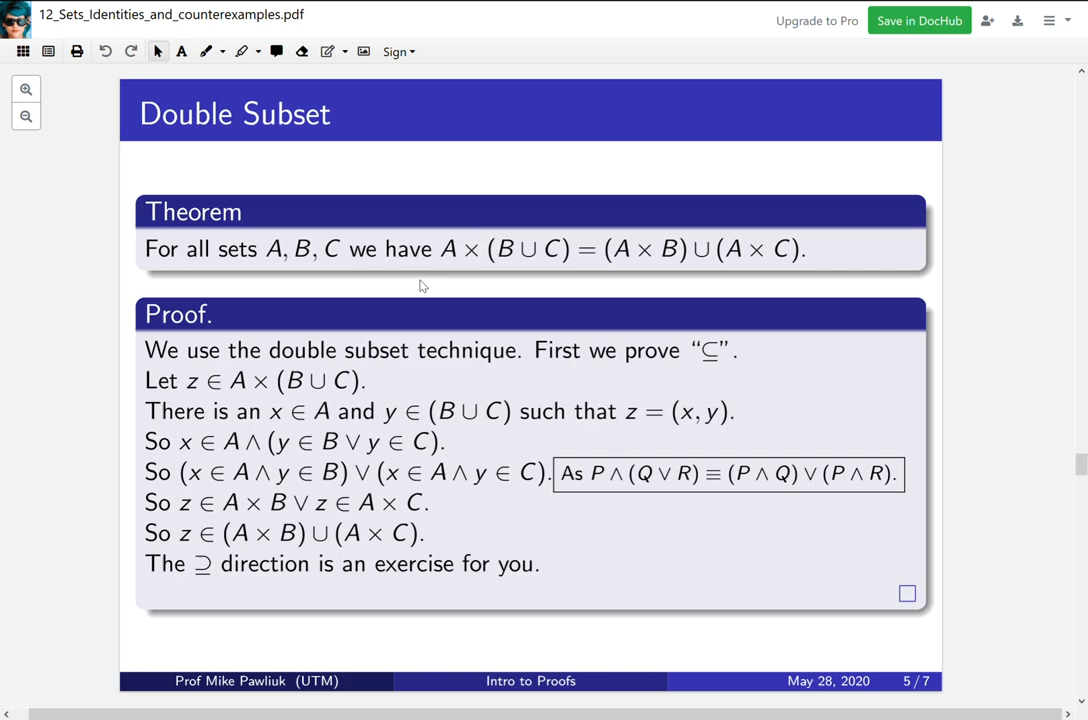 12_Sets_Identities_and_counterexamples.pdf
Upgrade to Pro
Save in DocHub
A
Sign
Double Subset
Theorem
For all sets A, B, C we have A × (B ∪ C) = (A × B) ∪ (A × C).
Proof.
We use the double subset technique. First we prove “⊆”.
Let z ∈ A × (B ∪ C).
There is an x ∈ A and y ∈ (B ∪ C) such that z = (x, y).
So x ∈ A ∧ (y ∈ B ∨ y ∈ C).
So (x ∈ A ∧ y ∈ B) ∨ (x ∈ A ∧ y ∈ C). As P ∧ (Q ∨ R) ≡ (P ∧ Q) ∨ (P ∧ R).
So z ∈ A × B ∨ z ∈ A × C.
So z ∈ (A × B) ∪ (A × C).
The ⊇ direction is an exercise for you.
Prof Mike Pawliuk (UTM) Intro to Proofs May 28, 2020 5 / 7